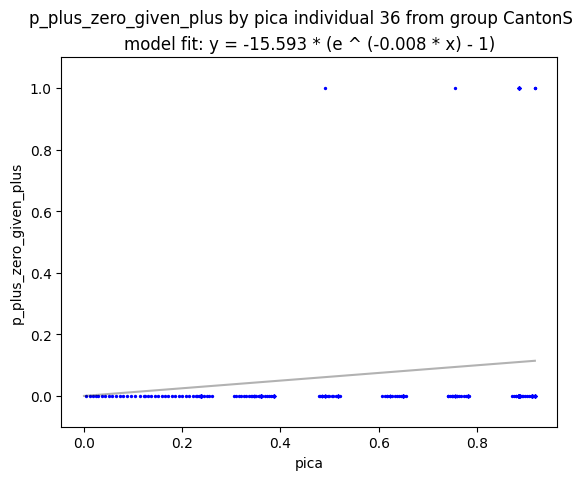 p_plus_zero_given_plus by pica individual 36 from group CantonS
model fit: y = -15.593 * (e ^ (-0.008 * x) - 1)
p_plus_zero_given_plus
1.0
0.8
0.6
0.4
0.2
0.0
0.0 0.2 0.4 0.6 0.8
pica